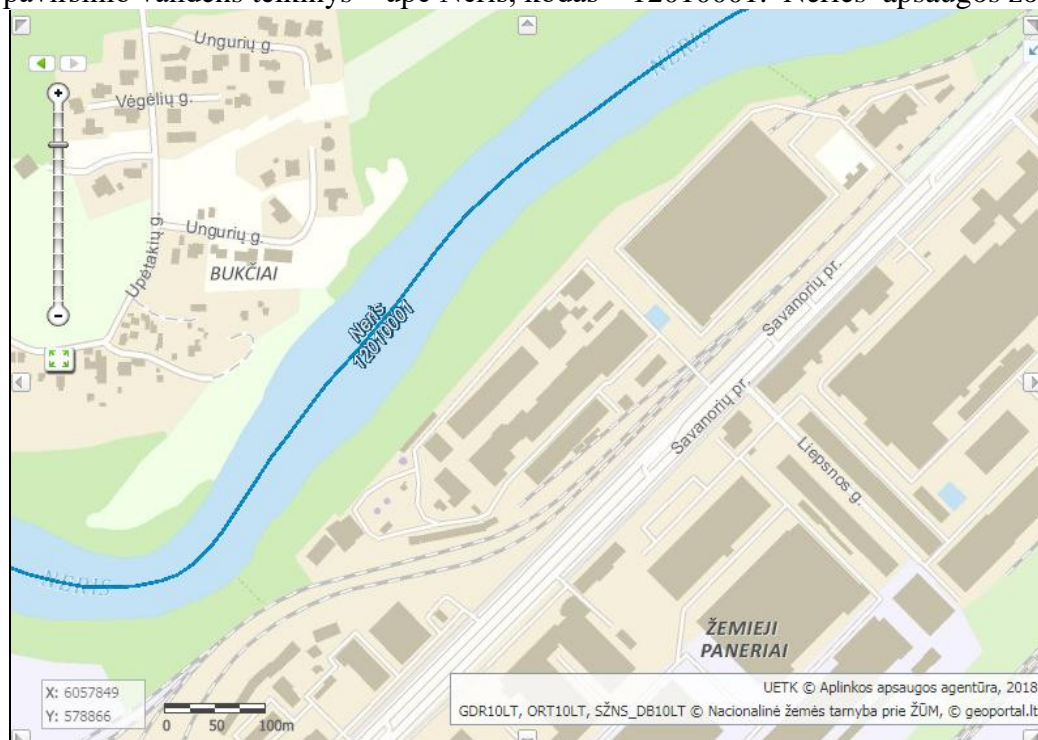 paviršinio vandens telkinys – upė Neris, kodas – 12010001. Neries apsaugos zo
Ungurių g.
NERIS
Vėgėlių g.
Upėtakių g.
Ungurių g.
BUKČIAI
Neris
12010001
Savanorių pr.
Savanorių pr.
Liepsnos g.
NERIS
ŽEMIEJI
PANERIAI
X: 6057849
Y: 578866
0 50 100m
UETK © Aplinkos apsaugos agentūra, 2018
GDR10LT, ORT10LT, SŽNS_DB10LT © Nacionalinė žemės tarnyba prie ŽŪM, © geoportal.lt